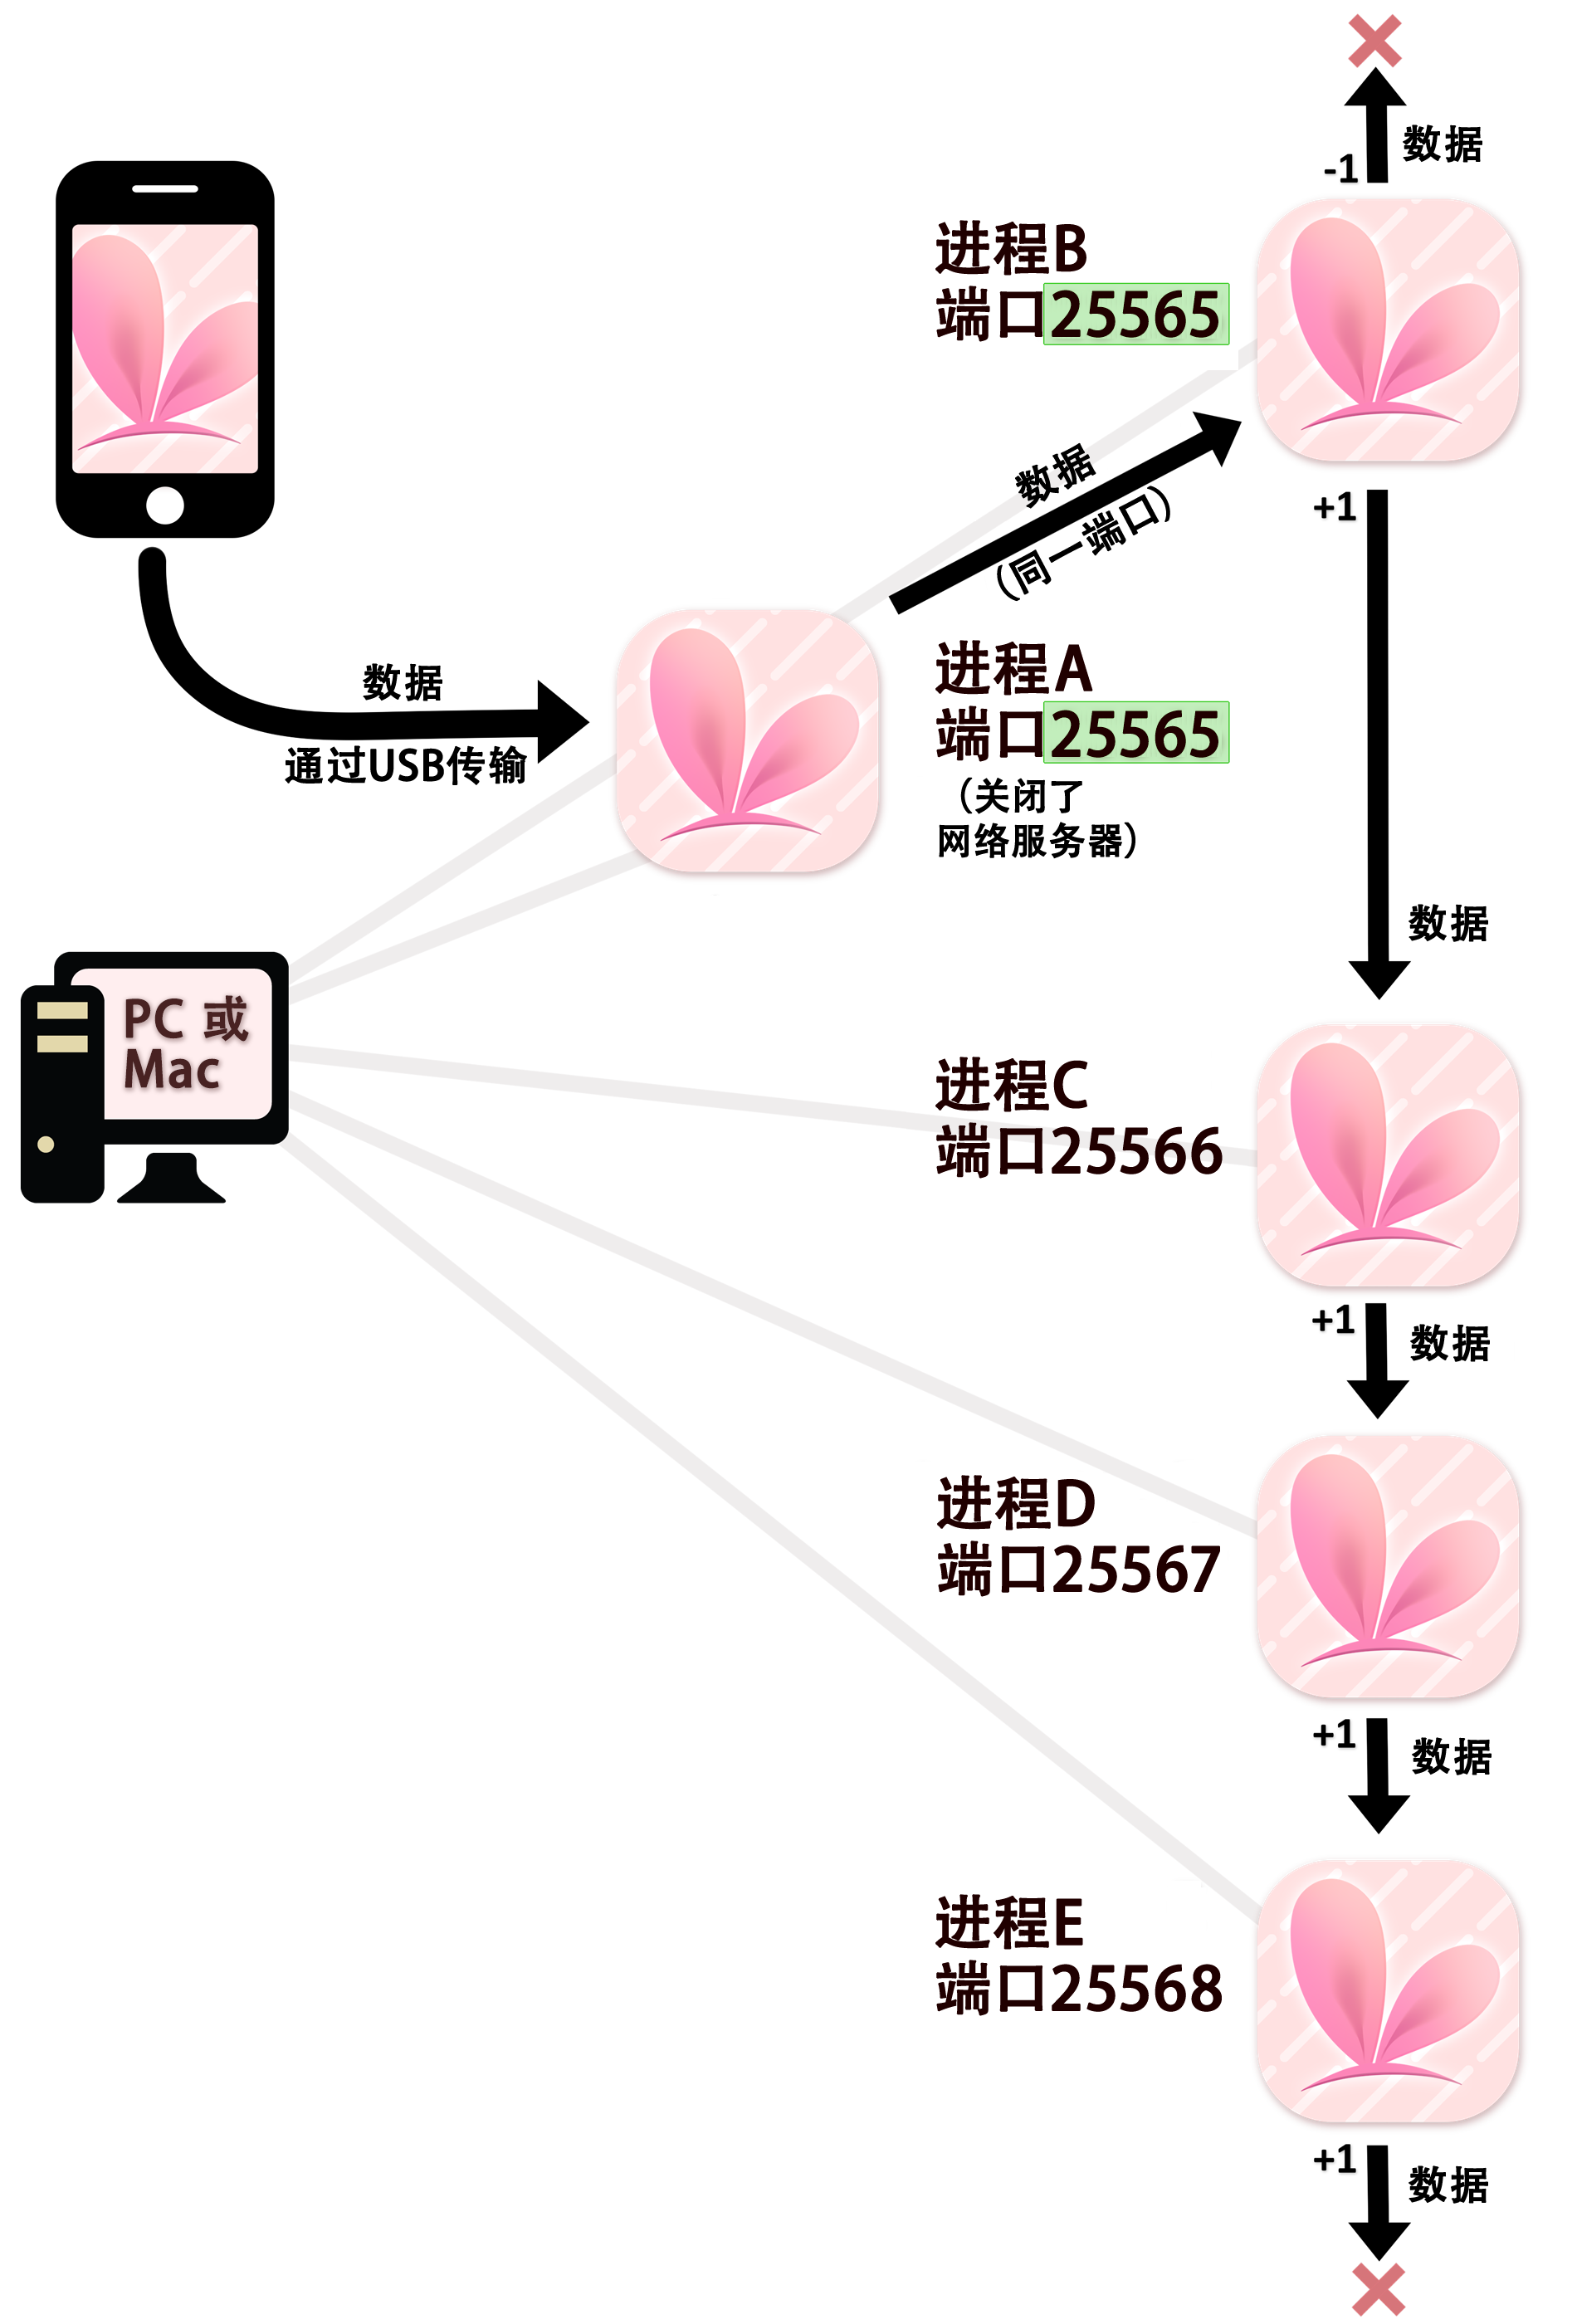 数据
-1
进程B
端口25565
+1
数据
（同一端口）
数据
通过USB传输
进程A
端口25565
（关闭了
网络服务器）
数据
PC 或
Mac
进程C
端口25566
+1
数据
进程D
端口25567
+1
数据
进程E
端口25568
+1
数据